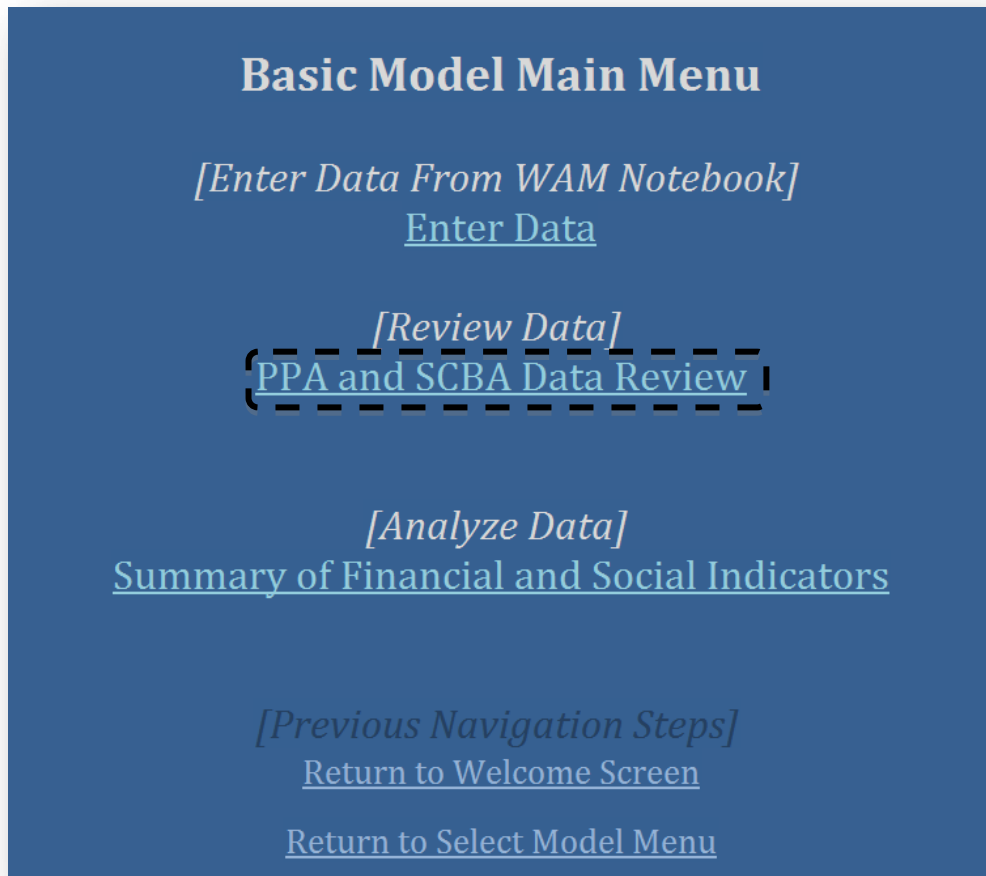 Basic Model Main Menu
[Enter Data From WAM Notebook]
Enter Data
[Review Data]
PPA and SCBA Data Review
[Analyze Data]
Summary of Financial and Social Indicators
[Previous Navigation Steps]
Return to Welcome Screen
Return to Select Model Menu